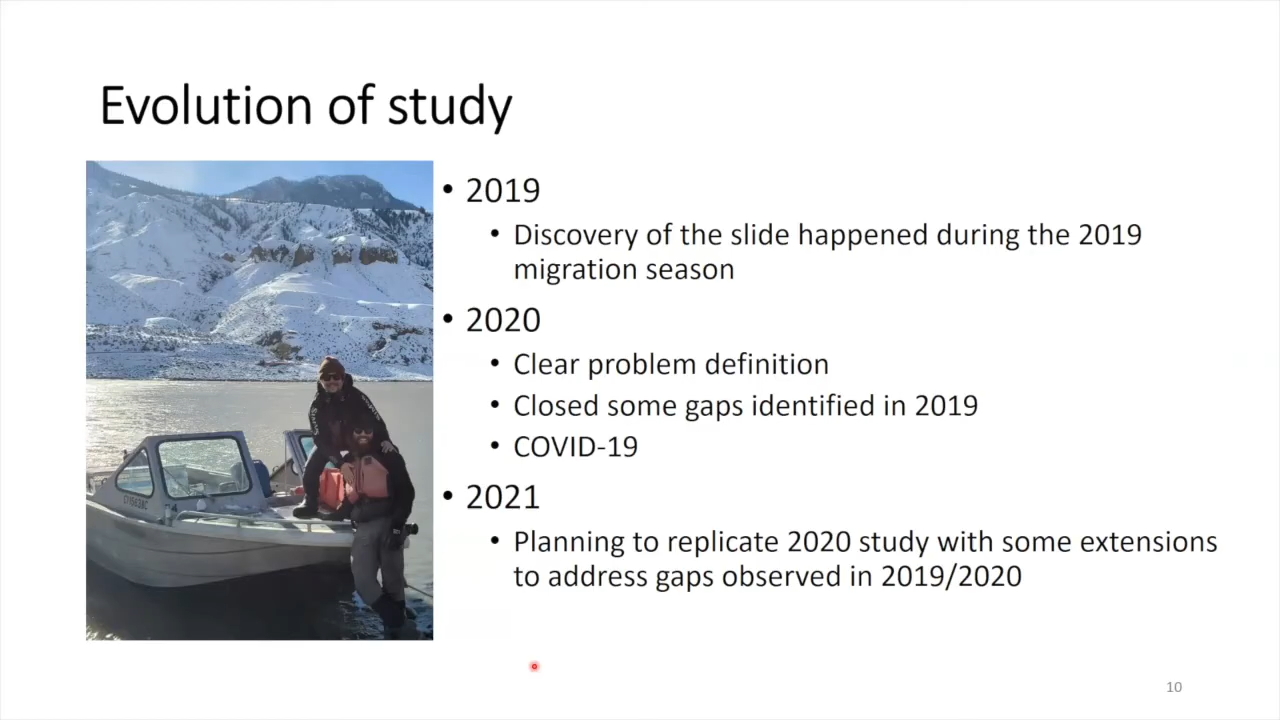 Evolution of study
• 2019
• Discovery of the slide happened during the 2019
migration season
• 2020
• Clear problem definition
• Closed some gaps identified in 2019
• COVID-19
• 2021
• Planning to replicate 2020 study with some extensions
to address gaps observed in 2019/2020
10